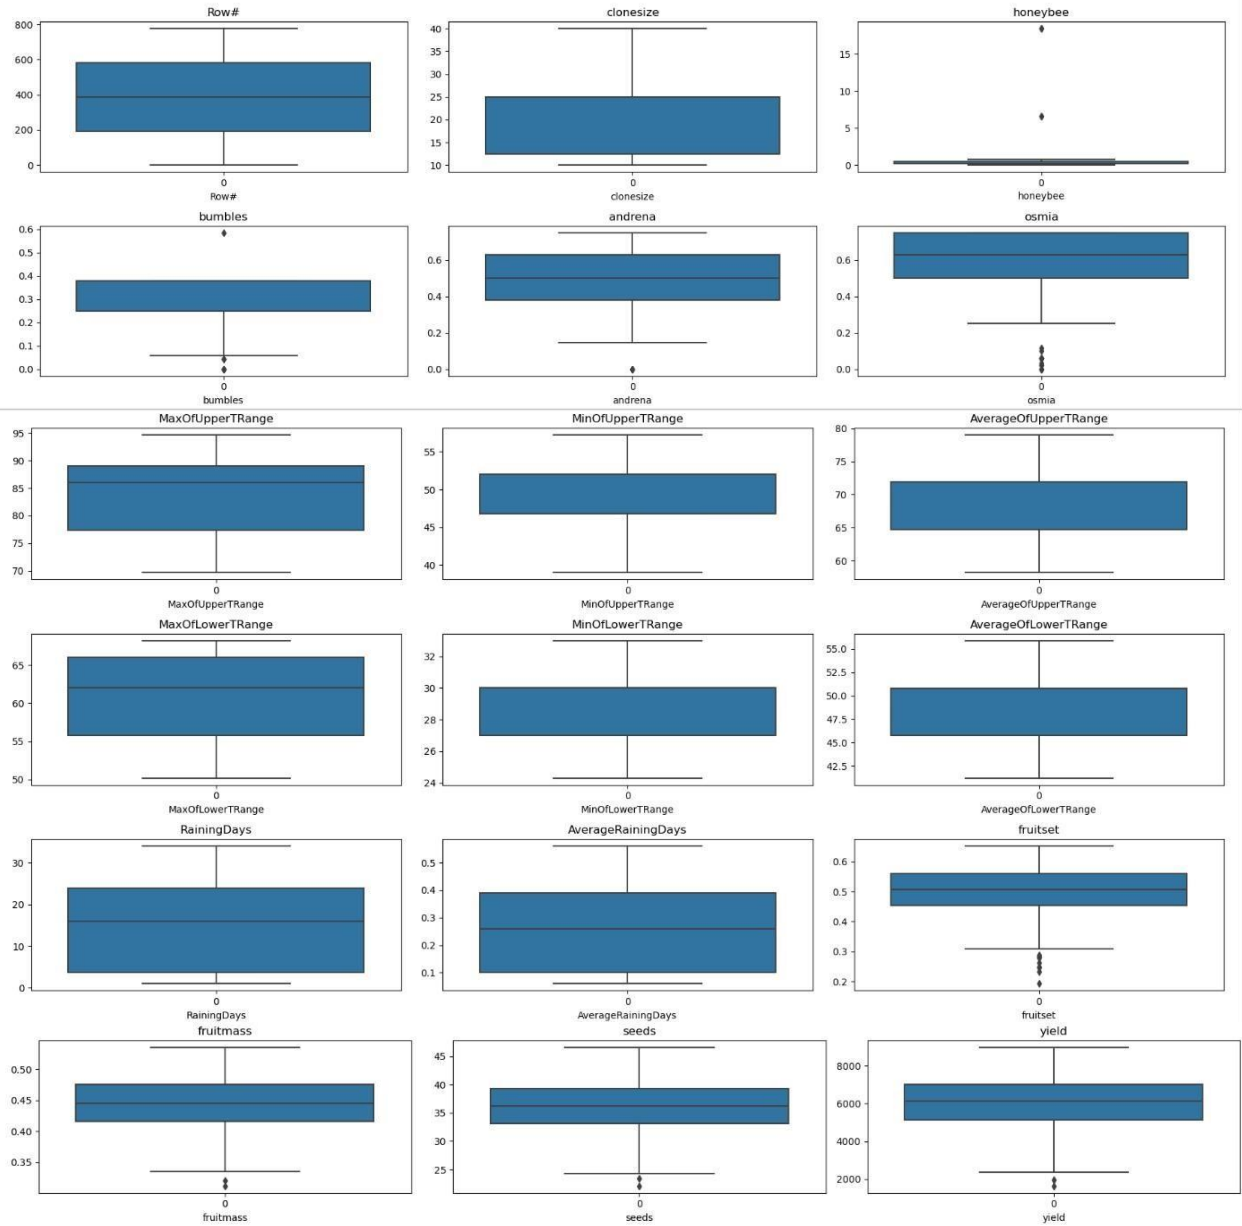 Row# clonesize honeybee
800 40
600 35 15
400 30 10
200 25 5
0 20 0
15
10
0 0 0
Row# clonesize honeybee
bumbles andrena osmia
0.6
0.5 0.6 0.6
0.4
0.3 0.4 0.4
0.2 0.2 0.2
0.1
0.0 0.0 0.0
0 0 0
bumbles andrena osmia
MaxOfUpperTRange MinOfUpperTRange AverageOfUpperTRange
95 55 80
90 50 75
85 45 70
80 40 65
75 60
70
0 0 0
MaxOfUpperTRange MinOfUpperTRange AverageOfUpperTRange
MaxOfLowerTRange MinOfLowerTRange AverageOfLowerTRange
65 32 55.0
60 30 52.5
55 28 50.0
50 26 47.5
24 45.0
42.5
0 0 0
MaxOfLowerTRange MinOfLowerTRange AverageOfLowerTRange
RainingDays AverageRainingDays fruitset
30 0.5 0.6
20 0.4 0.5
10 0.3 0.4
0 0.2 0.3
0.1 0.2
0 0 0
RainingDays AverageRainingDays fruitset
fruitmass seeds yield
0.50 45 8000
0.45 40 6000
0.40 35 4000
0.35 30 2000
25
0 0 0
fruitmass seeds yield